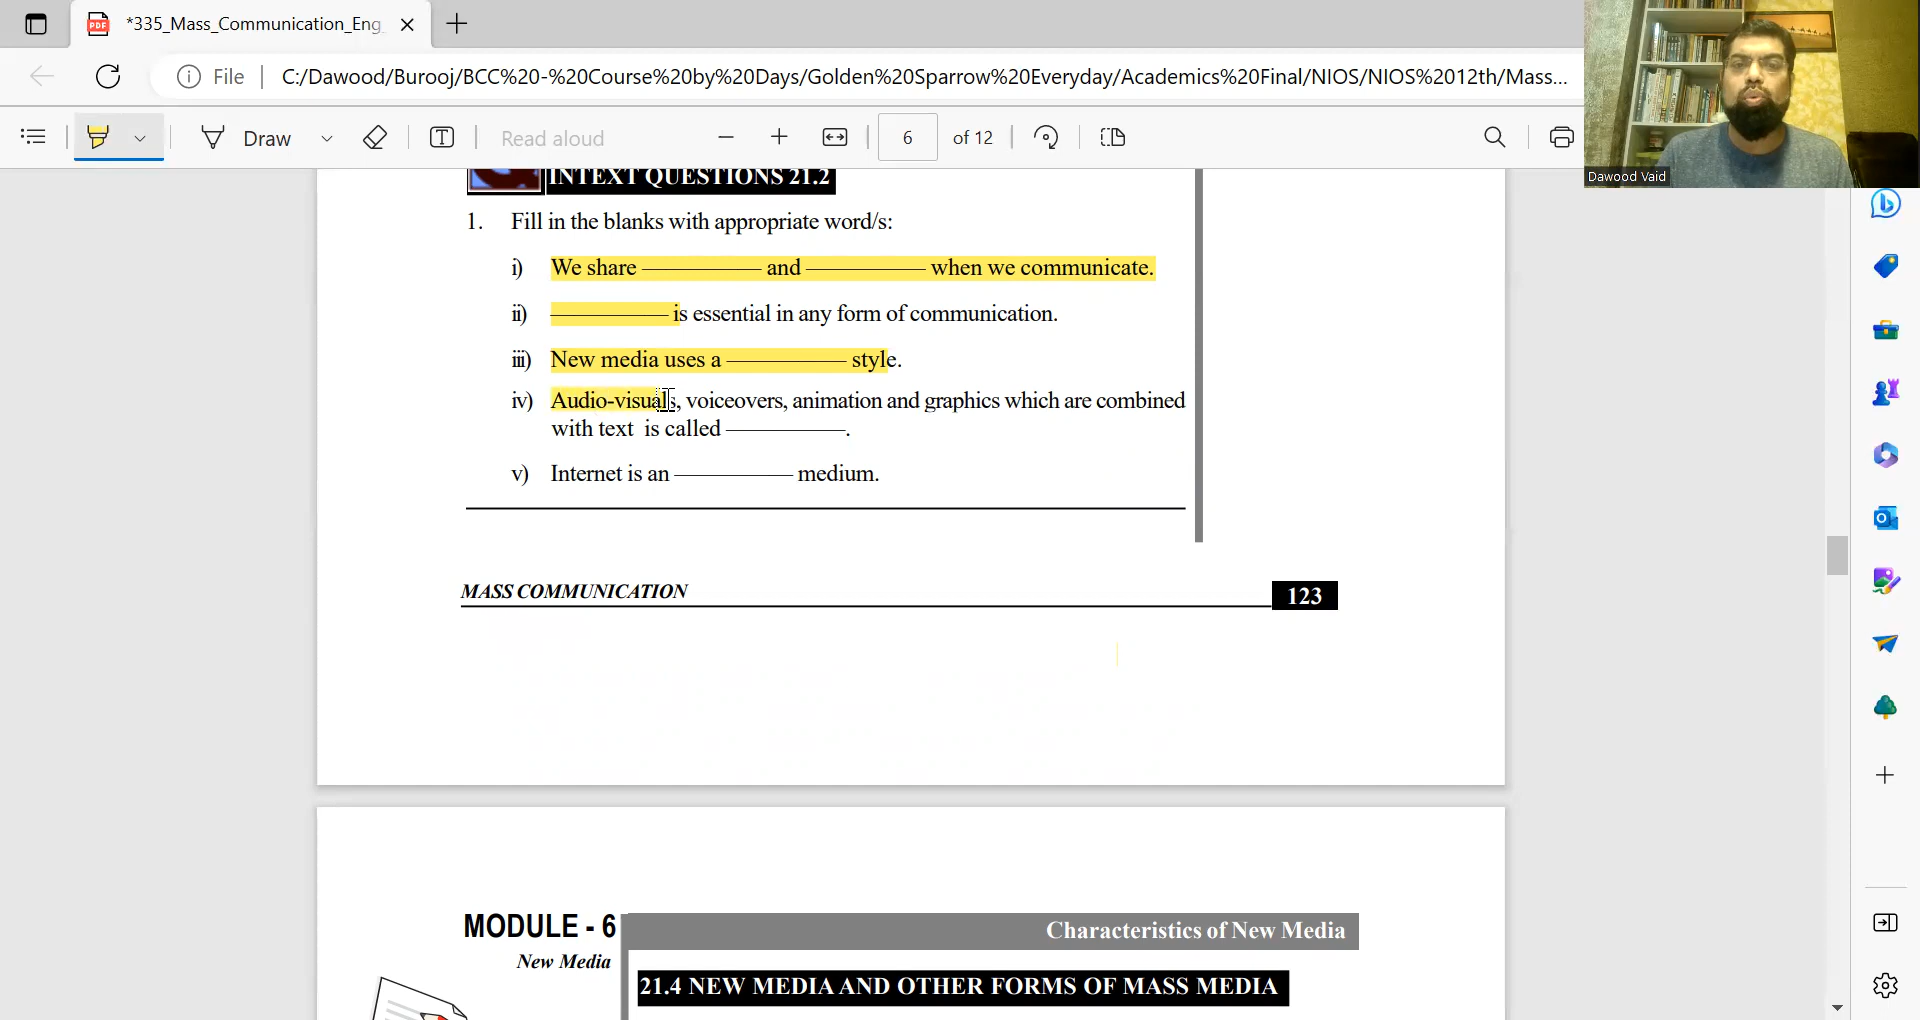 *335_Mass_Communication_Eng
File
C:/Dawood/Burooj/BCC%20-%20Course%20by%20Days/Golden%20Sparrow%20Everyday/Academics%20Final/NIOS/NIOS%2012th/Mass...
Draw
Read aloud
6
of 12
Dawood Vaid
INTEXT QUESTIONS 21.2
1. Fill in the blanks with appropriate word/s:
i) We share ———— and ———— when we communicate.
ii) ———— is essential in any form of communication.
iii) New media uses a ———— style.
iv) Audio-visuals, voiceovers, animation and graphics which are combined
with text is called ————.
v) Internet is an ———— medium.
MASS COMMUNICATION
123
MODULE - 6
Characteristics of New Media
New Media
21.4 NEW MEDIA AND OTHER FORMS OF MASS MEDIA